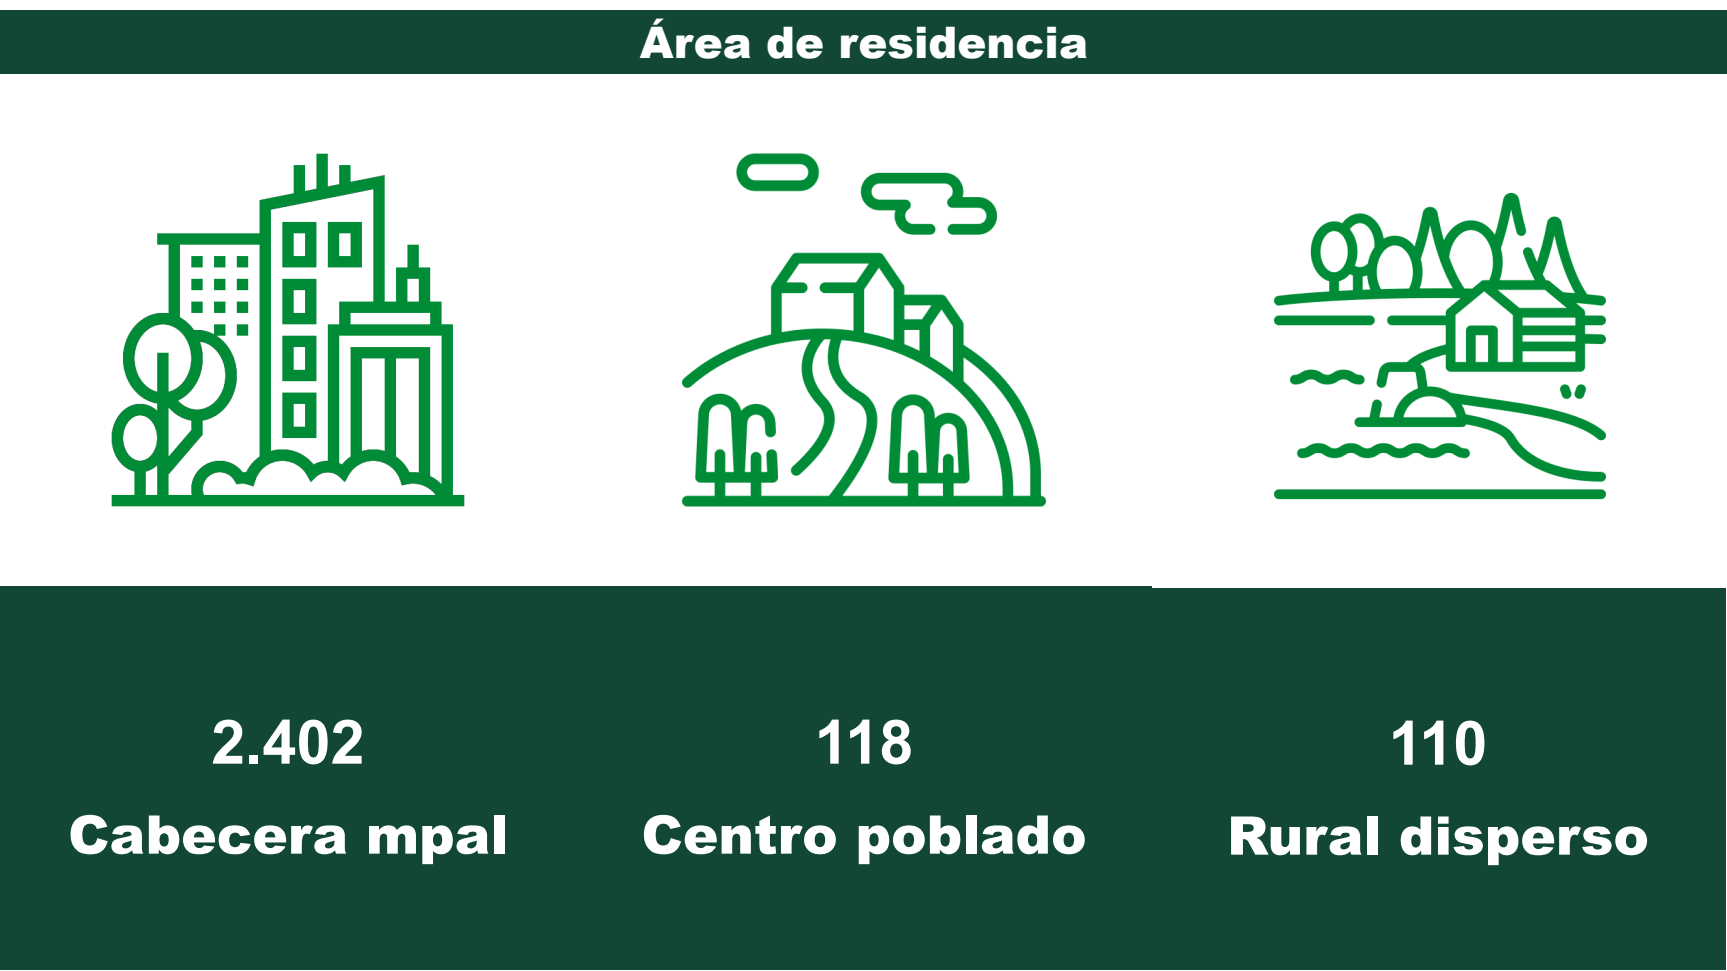 Área de residencia
2.402
118
110
Cabecera mpal
Centro poblado
Rural disperso